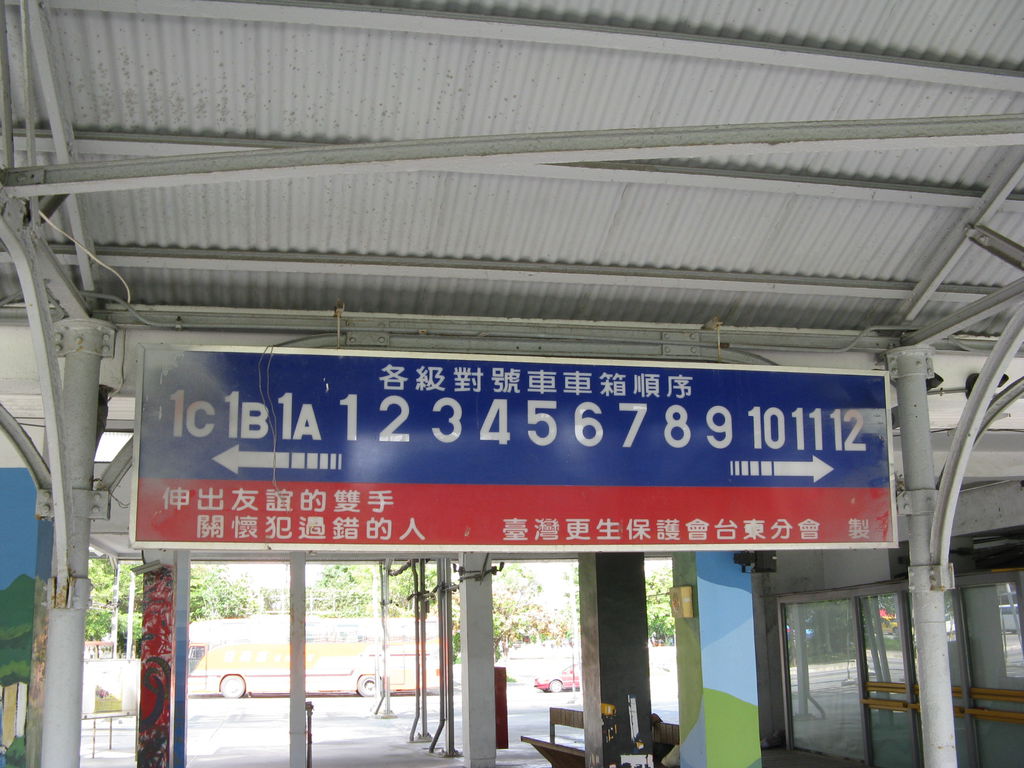 各級對號車車箱順序
1C 1B 1A 1 2 3 4 5 6 7 8 9 10 11 12
伸出友誼的雙手
關懷犯過錯的人 臺灣更生保護會台東分會 製